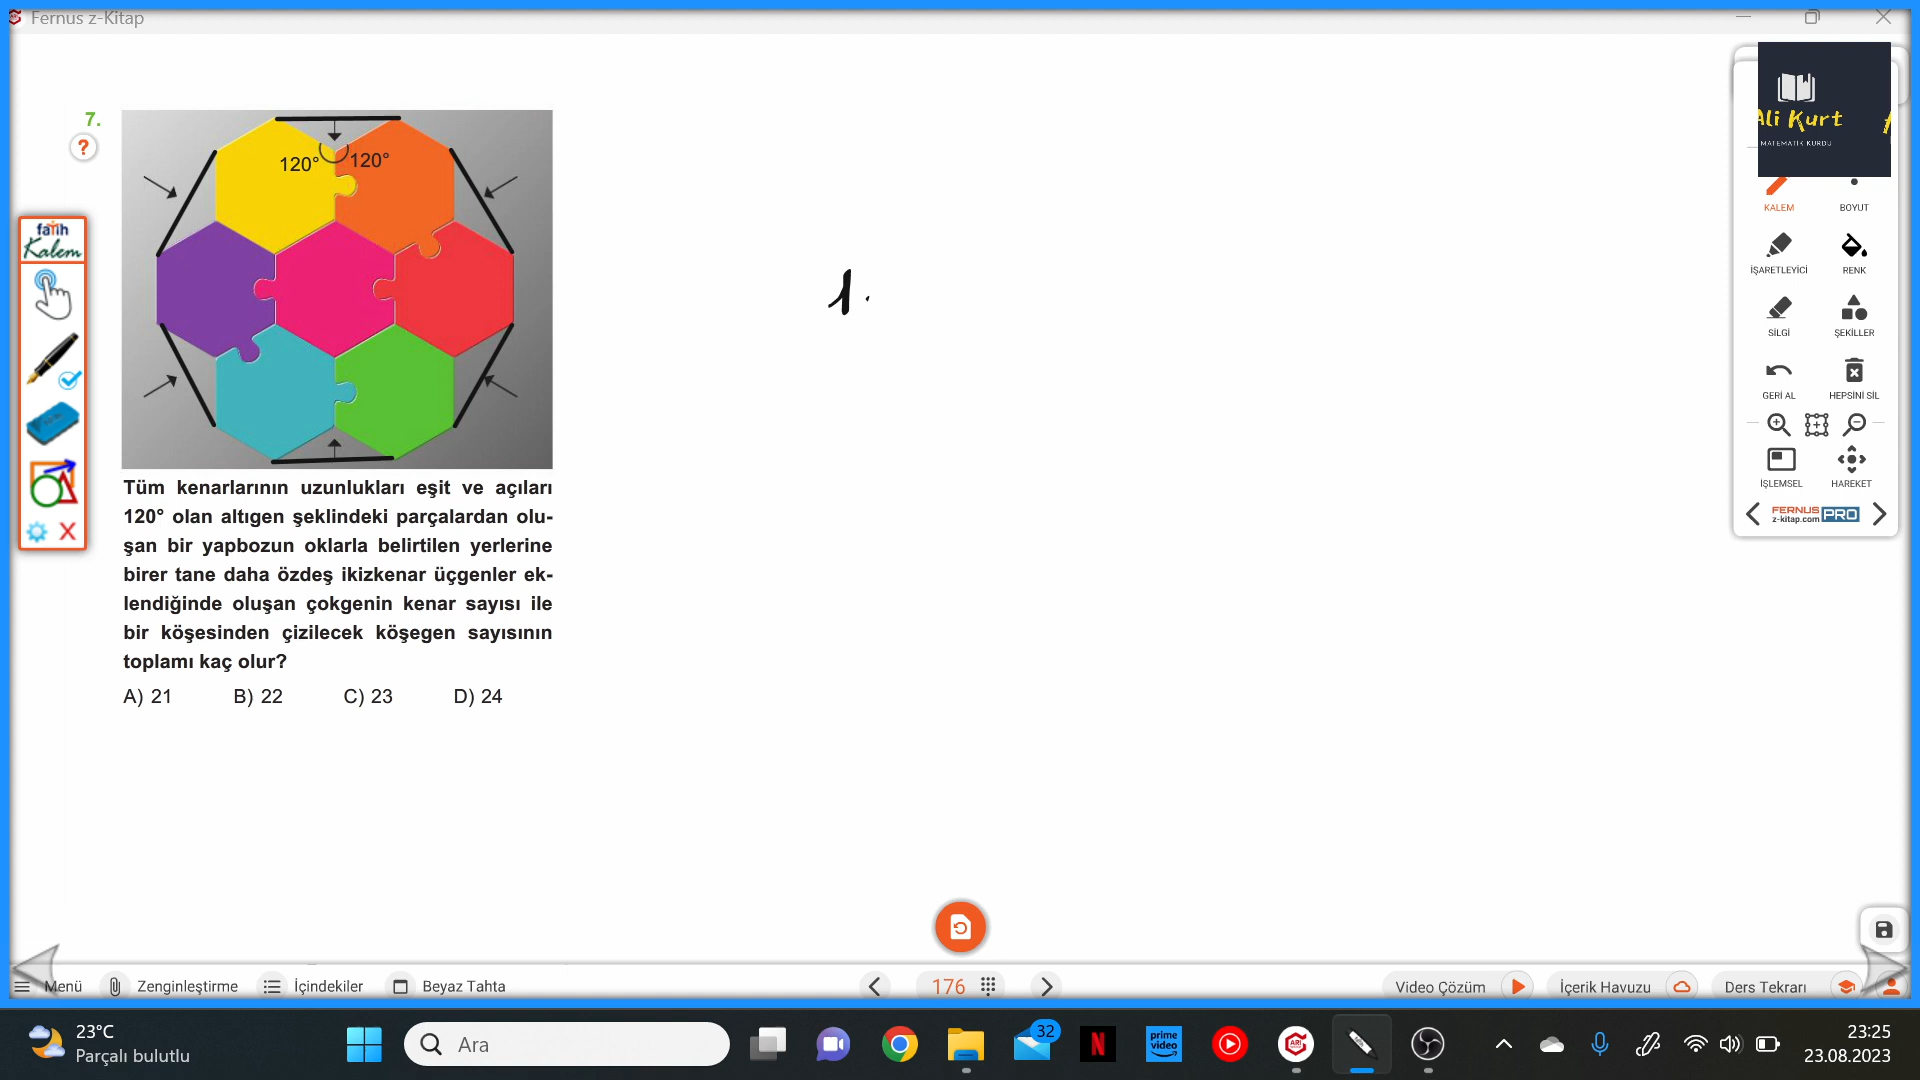 Fernus z-Kitap
7.
?
120° 120°
Tüm kenarlarının uzunlukları eşit ve açıları
120° olan altıgen şeklindeki parçalardan olu-
şan bir yapbozun oklarla belirtilen yerlerine
birer tane daha özdeş ikizkenar üçgenler ek-
lendiğinde oluşan çokgenin kenar sayısı ile
bir köşesinden çizilecek köşegen sayısının
toplamı kaç olur?
A) 21 B) 22 C) 23 D) 24
1.
fatih
Kalem
Ali Kurt
MATEMATİK KURDU
KALEM BOYUT
İŞARETLEYİCİ RENK
SİLGİ ŞEKİLLER
GERİ AL HEPSİNİ SİL
İŞLEMSEL HAREKET
FERNUS PRO
z-kitap.com
Menü Zenginleştirme İçindekiler Beyaz Tahta 176 Video Çözüm İçerik Havuzu Ders Tekrarı
23°C
Parçalı bulutlu
Ara
32
N
prime
video
ARI
23:25
23.08.2023